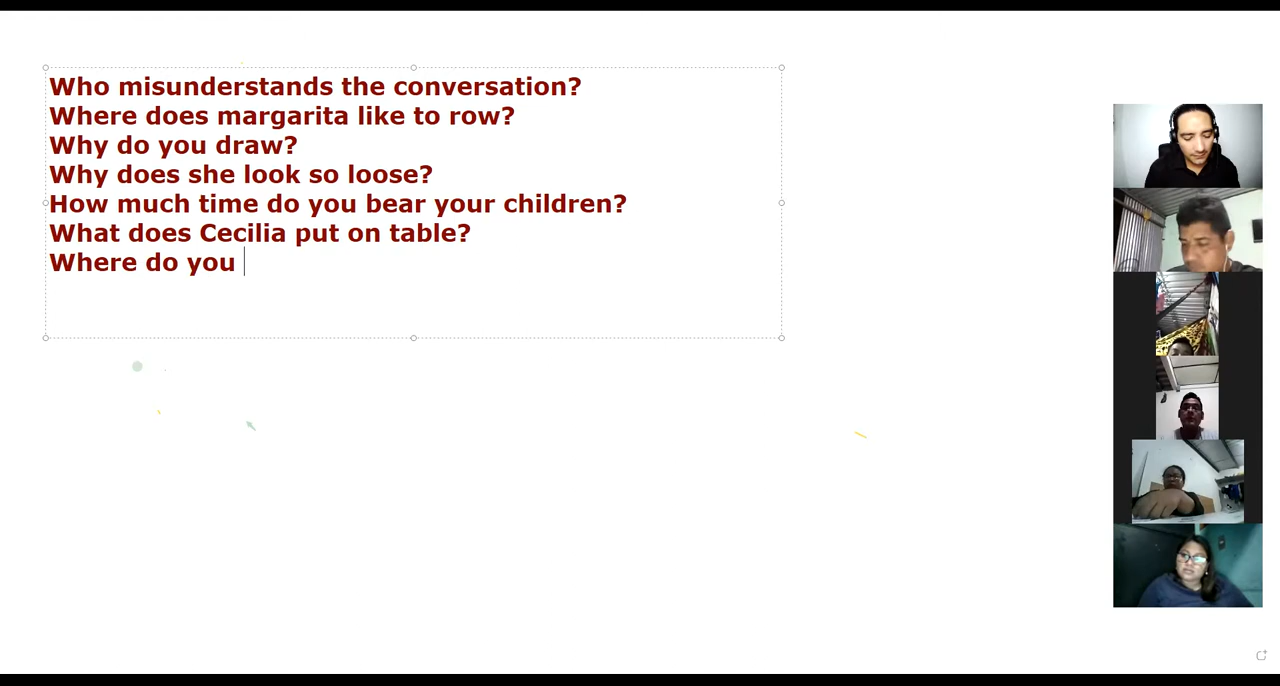 Who misunderstands the conversation?
Where does margarita like to row?
Why do you draw?
Why does she look so loose?
How much time do you bear your children?
What does Cecilia put on table?
Where do you